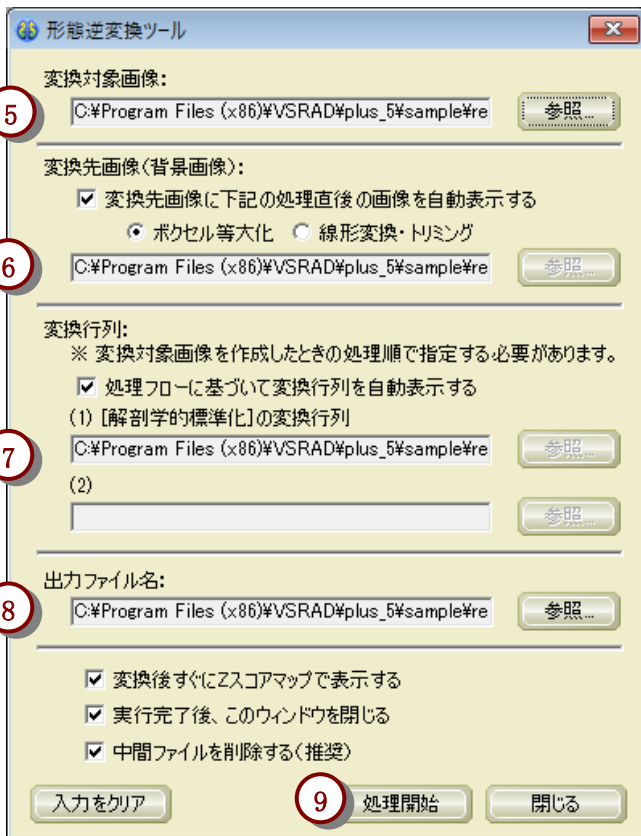 形態逆変換ツール
変換対象画像:
5 C:¥Program Files (x86)¥VSRAD¥plus_5¥sample¥re 参照...
変換先画像(背景画像):
変換先画像に下記の処理直後の画像を自動表示する
ボクセル等大化 線形変換・トリミング
6 C:¥Program Files (x86)¥VSRAD¥plus_5¥sample¥re 参照...
変換行列:
※ 変換対象画像を作成したときの処理順で指定する必要があります。
処理フローに基づいて変換行列を自動表示する
(1) [解剖学的標準化]の変換行列
7 C:¥Program Files (x86)¥VSRAD¥plus_5¥sample¥re 参照...
(2)
参照...
出力ファイル名:
8 C:¥Program Files (x86)¥VSRAD¥plus_5¥sample¥re 参照...
変換後すぐにZスコアマップで表示する
実行完了後、このウィンドウを閉じる
中間ファイルを削除する(推奨)
入力をクリア 9 処理開始 閉じる